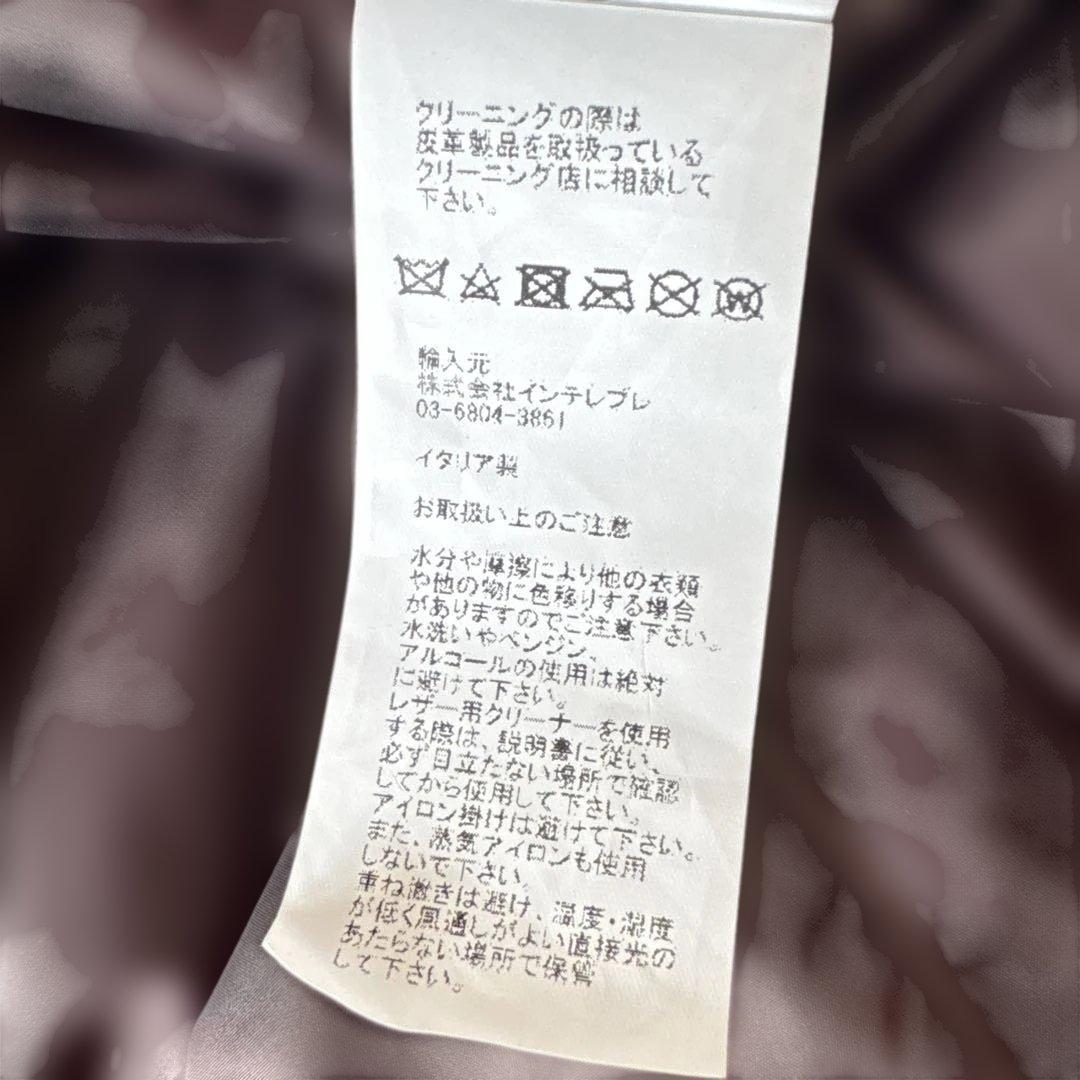 クリーニングの際は
皮革製品を取扱っている
クリーニング店に相談して
下さい。
W
輸入元
株式会社インテレプレ
03-6804-3861
イタリア製
お取扱い上のご注意
水分や摩擦により他の衣類
や他の物に色移りする場合
がありますのでご注意下さい。
水洗いやベンジン、
アルコールの使用は絶対
に避けて下さい。
レザー用クリーナーを使用
する際は、説明書に従い、
必ず目立たない場所で確認
してから使用して下さい。
アイロン掛けは避けて下さい。
また、蒸気アイロンも使用
しないで下さい。
重ね置きは避け、温度・湿度
が低く風通しがよい直接光の
あたらない場所で保管
して下さい。